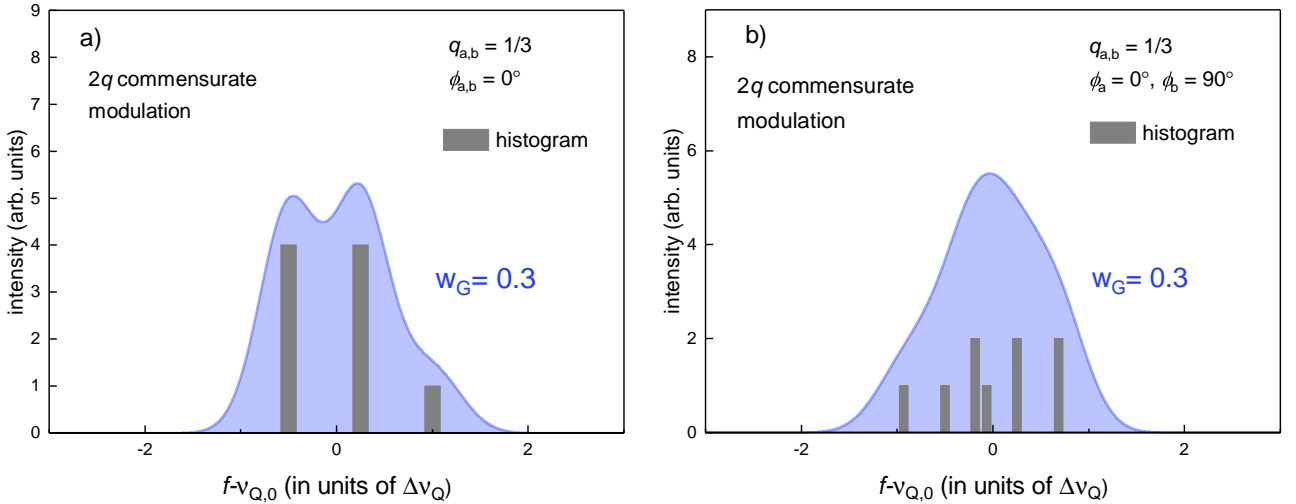 a)
2q commensurate
modulation
q_a,b = 1/3
ϕ_a,b = 0°
histogram
w_G= 0.3
intensity (arb. units)
9
8
7
6
5
4
3
2
1
0
-2
0
2
f-ν_Q,0 (in units of Δν_Q)
b)
2q commensurate
modulation
q_a,b = 1/3
ϕ_a = 0°, ϕ_b = 90°
histogram
w_G= 0.3
intensity (arb. units)
8
6
4
2
0
-2
0
2
f-ν_Q,0 (in units of Δν_Q)